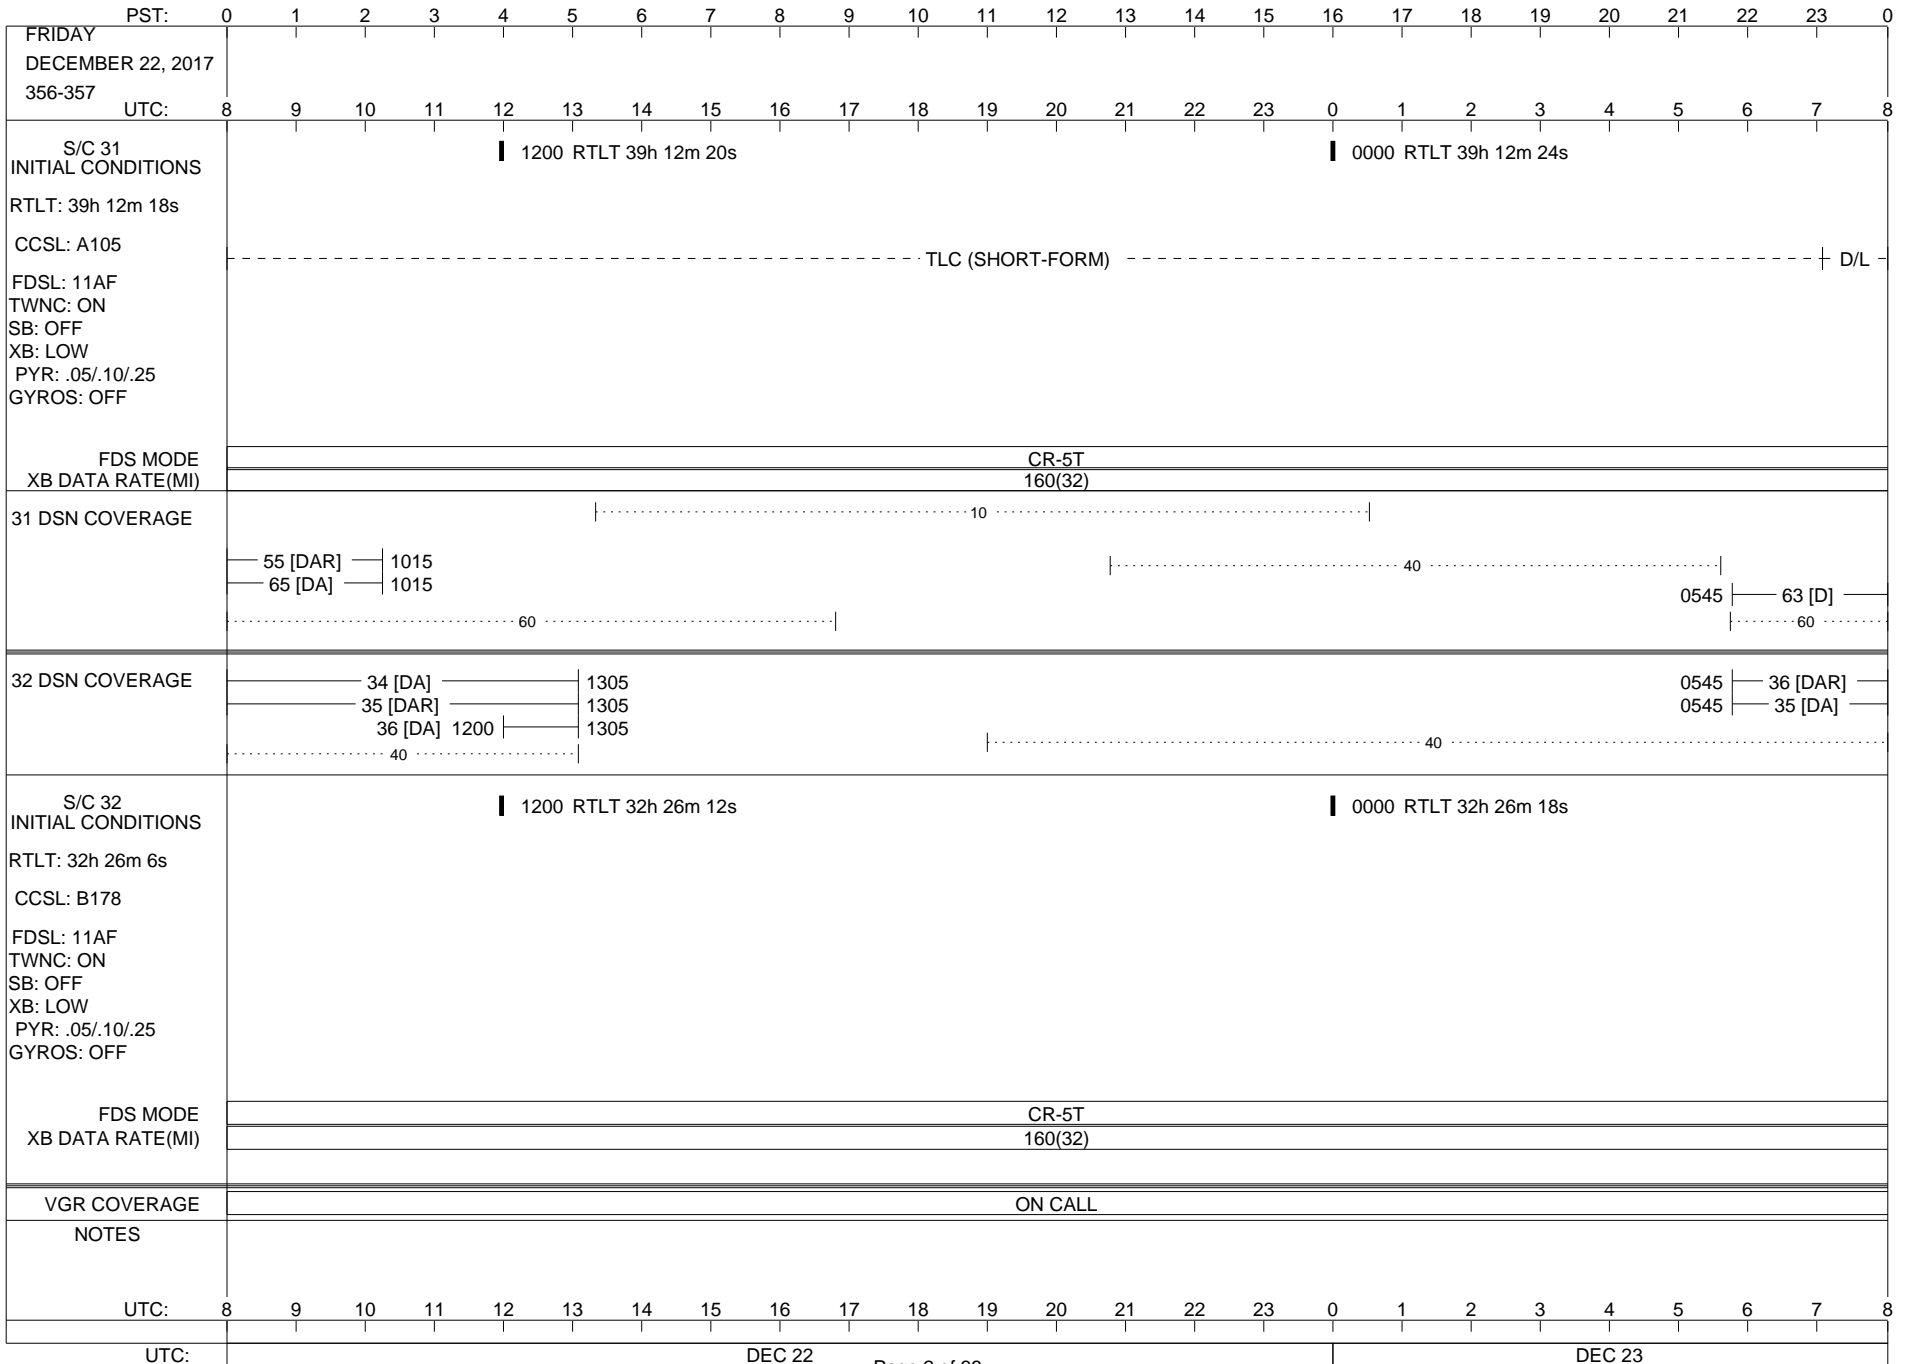 PST: 0 1 2 3 4 5 6 7 8 9 10 11 12 13 14 15 16 17 18 19 20 21 22 23 0
FRIDAY
DECEMBER 22, 2017
356-357
UTC: 8 9 10 11 12 13 14 15 16 17 18 19 20 21 22 23 0 1 2 3 4 5 6 7 8
S/C 31
INITIAL CONDITIONS
1200 RTLT 39h 12m 20s
0000 RTLT 39h 12m 24s
RTLT: 39h 12m 18s
CCSL: A105
TLC (SHORT-FORM)
D/L
FDSL: 11AF
TWNC: ON
SB: OFF
XB: LOW
PYR: .05/.10/.25
GYROS: OFF
FDS MODE
CR-5T
XB DATA RATE(MI)
160(32)
31 DSN COVERAGE
10
55 [DAR] 1015
40
65 [DA] 1015
0545 63 [D]
60
60
32 DSN COVERAGE
34 [DA] 1305
0545 36 [DAR]
35 [DAR] 1305
0545 35 [DA]
36 [DA] 1200 1305
40
40
S/C 32
INITIAL CONDITIONS
1200 RTLT 32h 26m 12s
0000 RTLT 32h 26m 18s
RTLT: 32h 26m 6s
CCSL: B178
FDSL: 11AF
TWNC: ON
SB: OFF
XB: LOW
PYR: .05/.10/.25
GYROS: OFF
FDS MODE
CR-5T
XB DATA RATE(MI)
160(32)
VGR COVERAGE
ON CALL
NOTES
UTC: 8 9 10 11 12 13 14 15 16 17 18 19 20 21 22 23 0 1 2 3 4 5 6 7 8
UTC: DEC 22 DEC 23